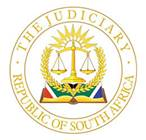 • THE JUDICIARY •
REPUBLIC OF SOUTH AFRICA